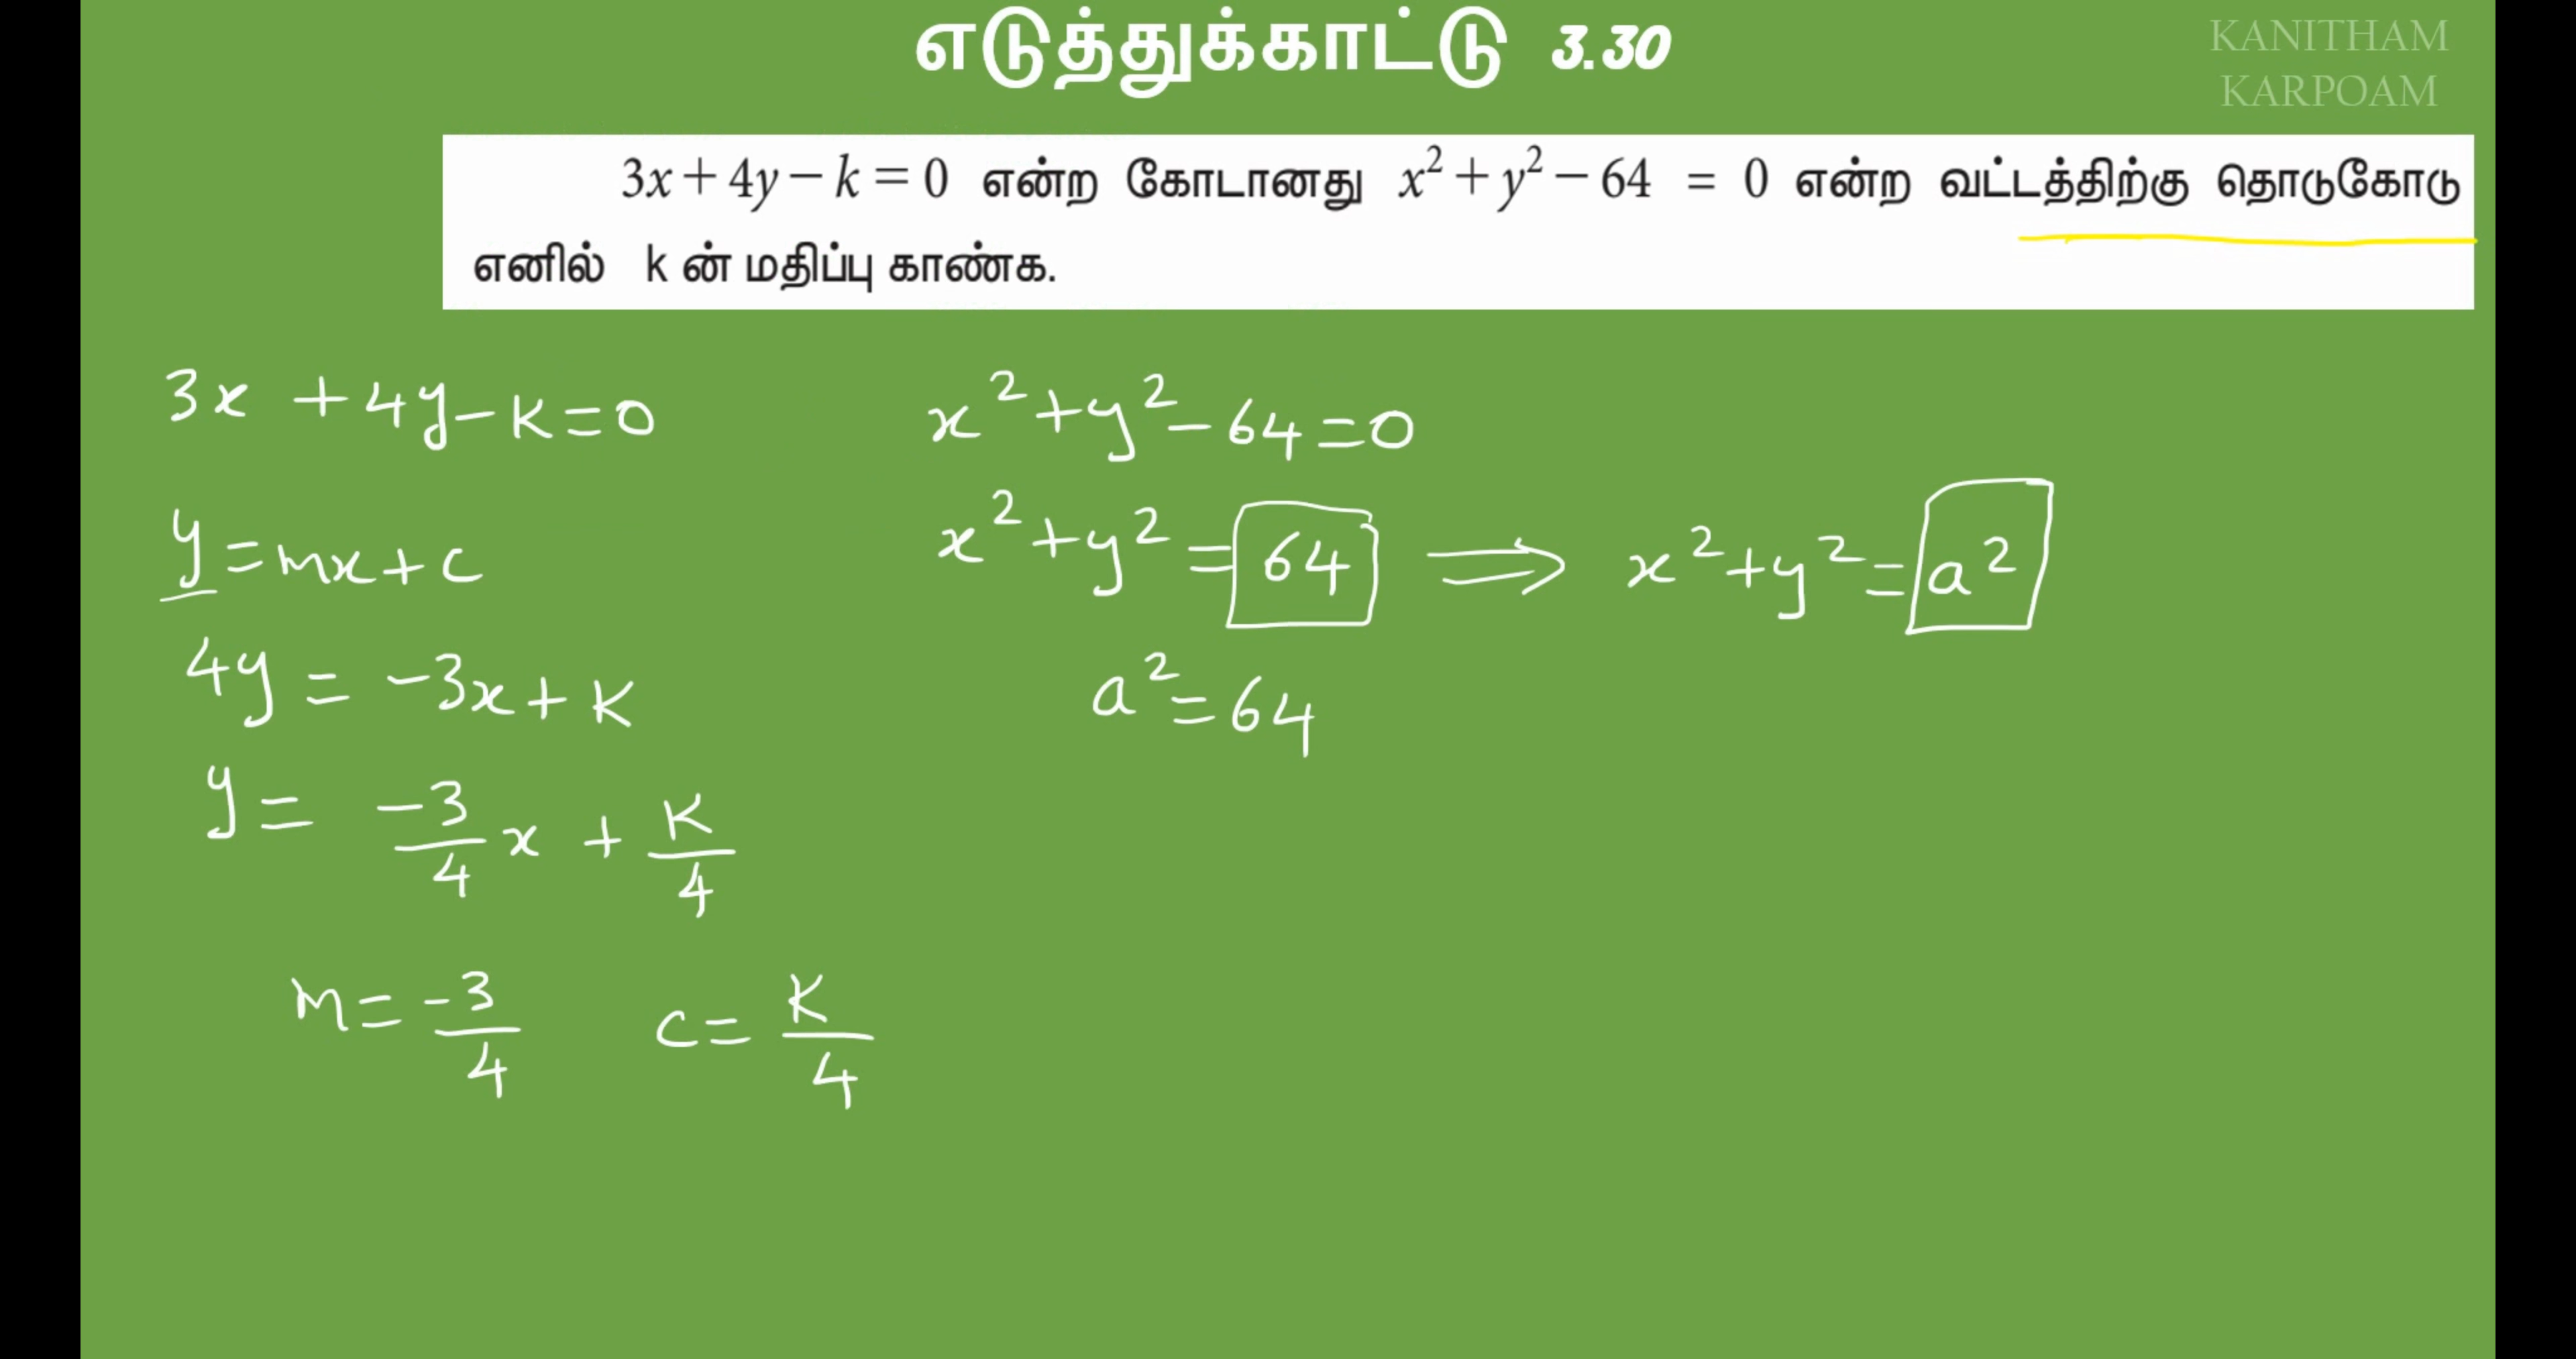 எடுத்துக்காட்டு 3.30
KANITHAM
KARPOAM
3x + 4y − k = 0 என்ற கோடானது x² + y² − 64 = 0 என்ற வட்டத்திற்கு தொடுகோடு
எனில் k ன் மதிப்பு காண்க.
3x + 4y − K = 0
y = mx + c
4y = −3x + K
y = −3/4 x + K/4
m = −3/4 c = K/4
x² + y² − 64 = 0
x² + y² = 64 ⟹ x² + y² = a²
a² = 64